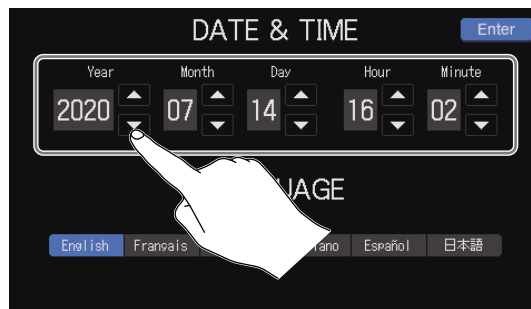 DATE & TIME
Enter
Year Month Day Hour Minute
2020 07 14 16 02
UAGE
English Français ano Español 日本語